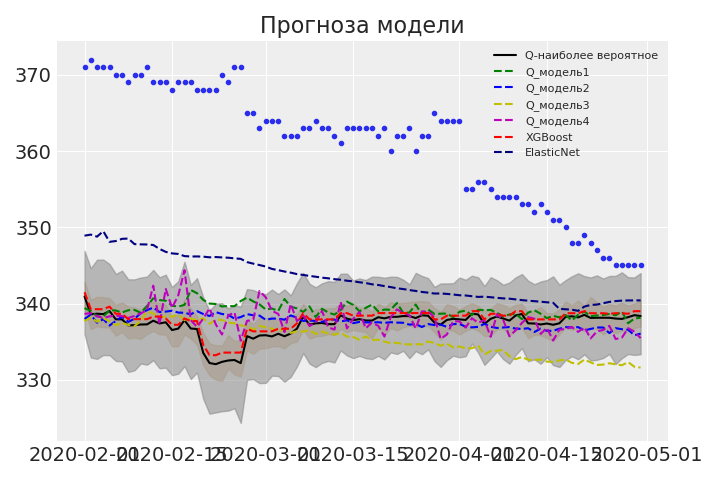 Прогноза модели
Q-наиболее вероятное
Q_модель1
Q_модель2
Q_модель3
Q_модель4
XGBoost
ElasticNet
370
360
350
340
330
2020-02-01 2020-02-15 2020-03-01 2020-03-15 2020-04-01 2020-04-15 2020-05-01